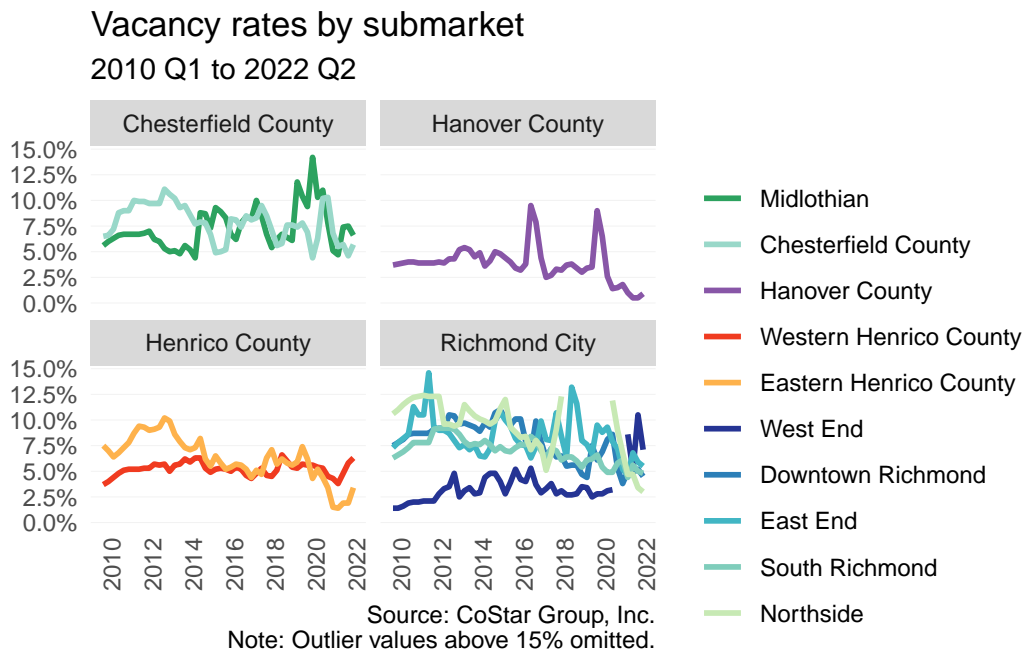 Vacancy rates by submarket
2010 Q1 to 2022 Q2
Chesterfield County
Hanover County
15.0%
12.5%
10.0%
7.5%
5.0%
2.5%
0.0%
Henrico County
Richmond City
15.0%
12.5%
10.0%
7.5%
5.0%
2.5%
0.0%
2010
2012
2014
2016
2018
2020
2022
2010
2012
2014
2016
2018
2020
2022
Midlothian
Chesterfield County
Hanover County
Western Henrico County
Eastern Henrico County
West End
Downtown Richmond
East End
South Richmond
Northside
Source: CoStar Group, Inc.
Note: Outlier values above 15% omitted.